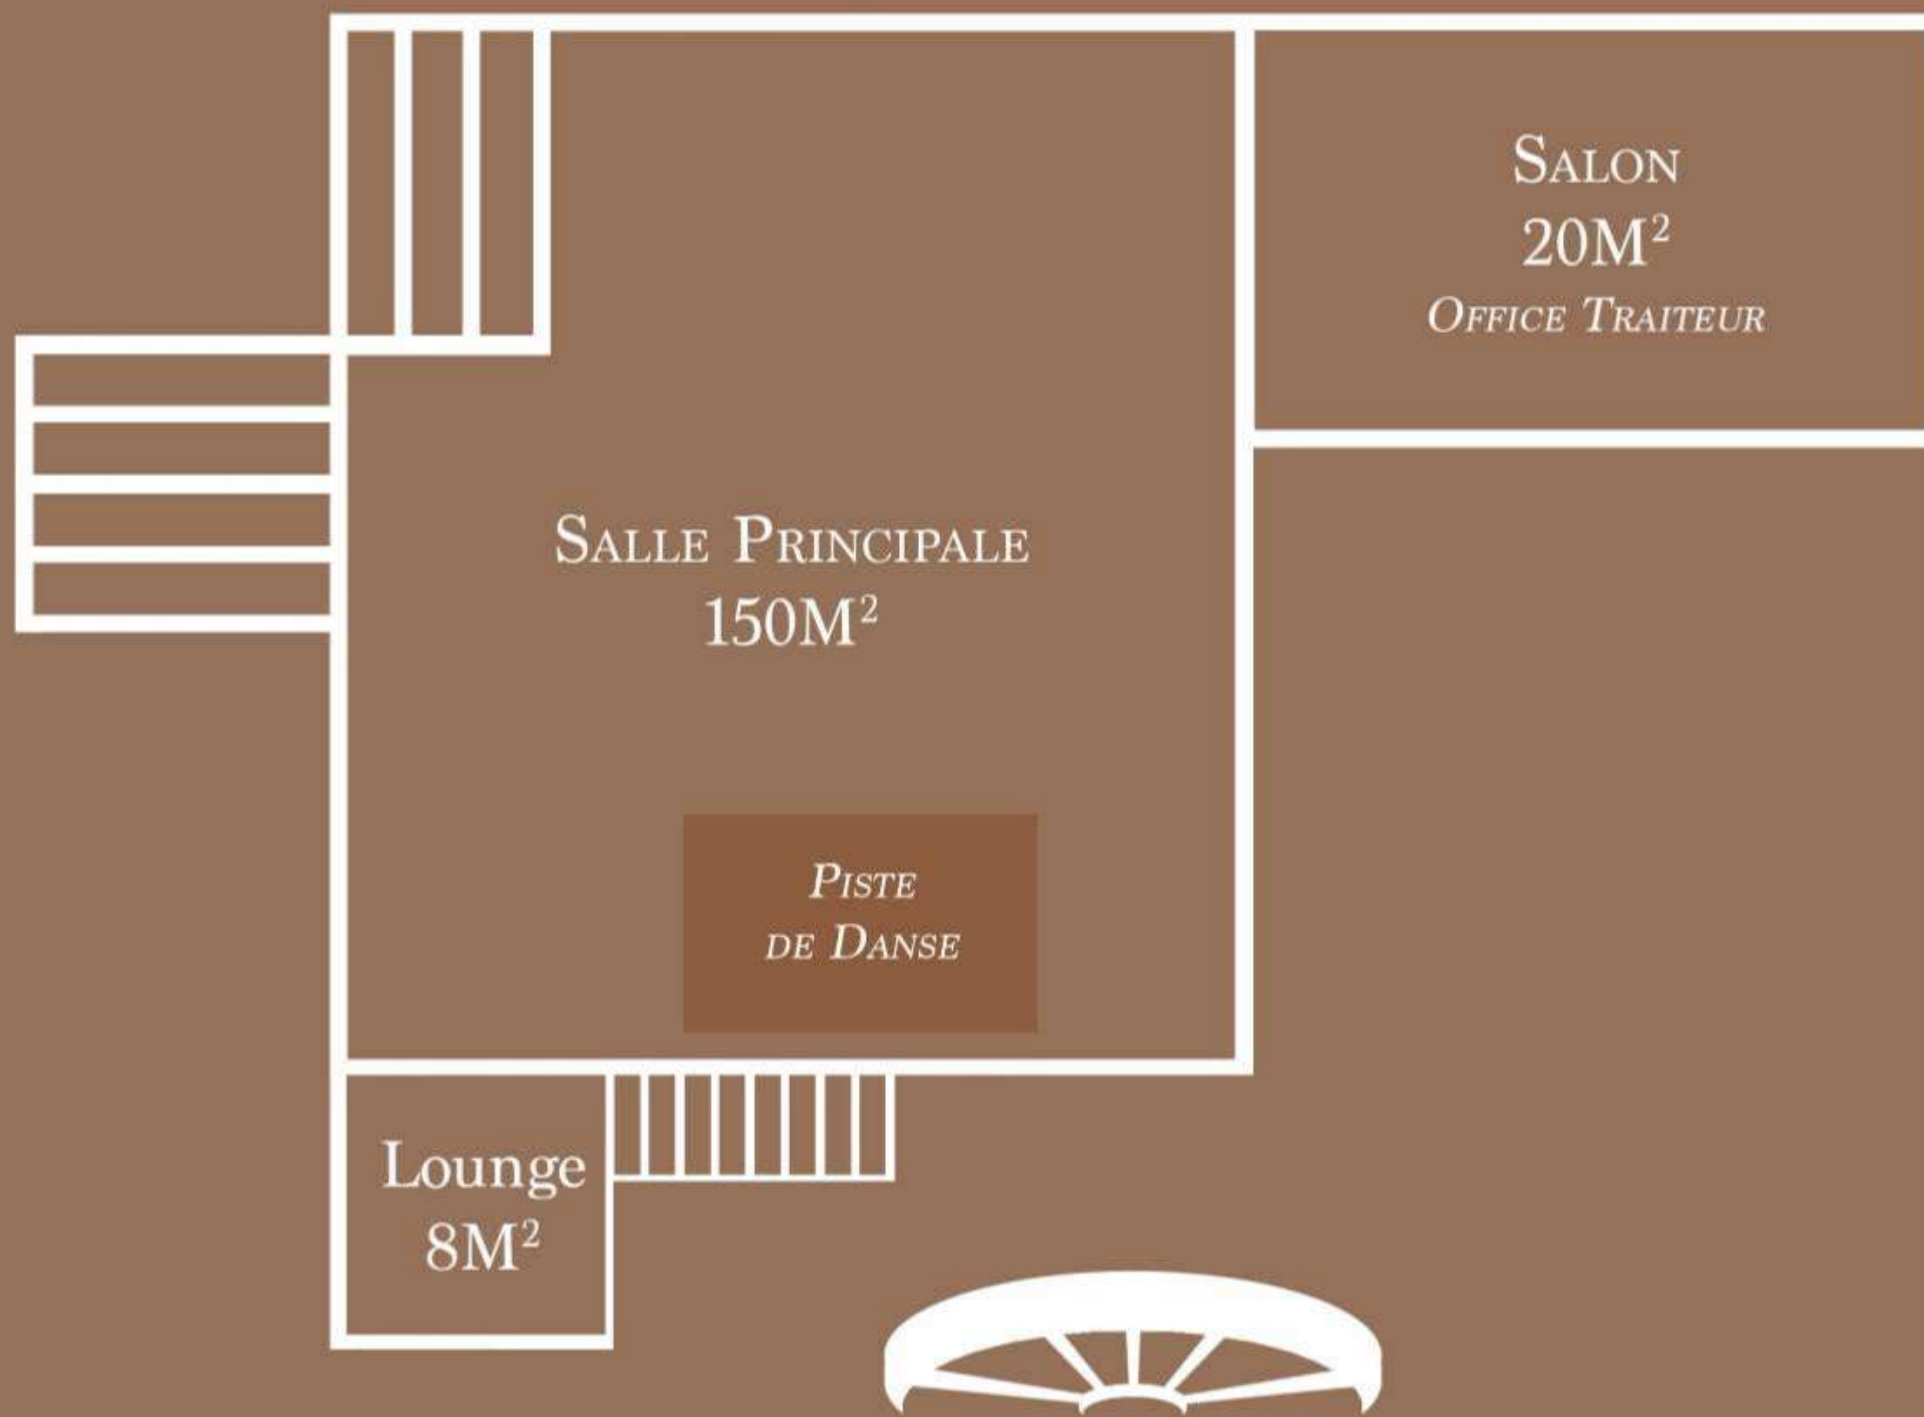 Salon
20M²
Office Traiteur
Salle Principale
150M²
Piste
de Danse
Lounge
8M²